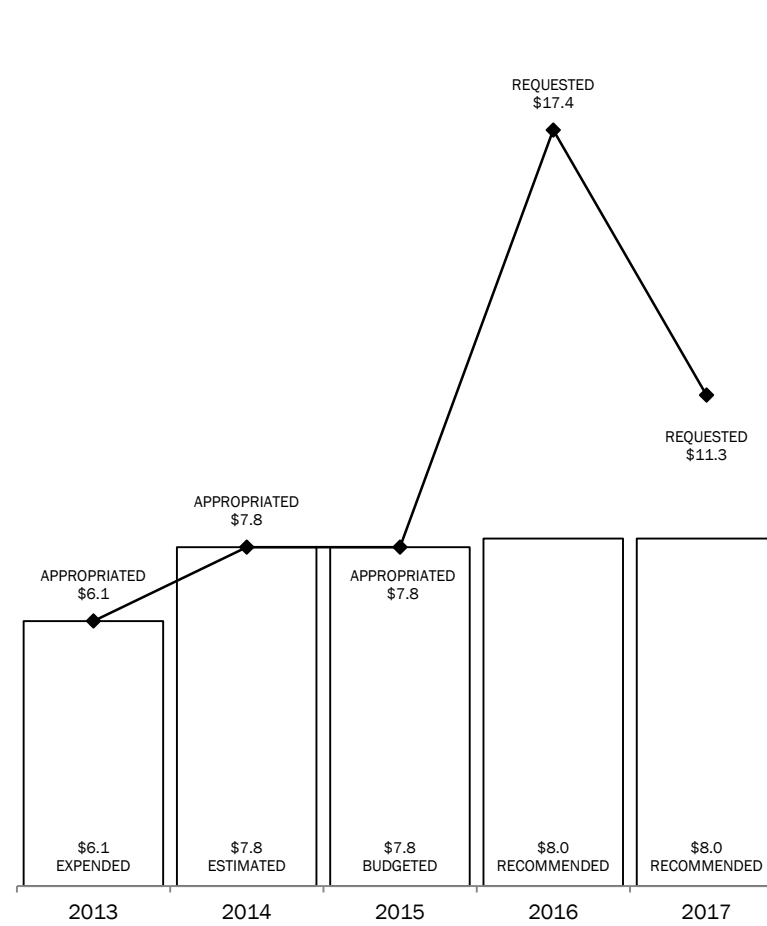 REQUESTED
$17.4
REQUESTED
$11.3
APPROPRIATED
$7.8
APPROPRIATED
$6.1
APPROPRIATED
$7.8
$6.1
EXPENDED
$7.8
ESTIMATED
$7.8
BUDGETED
$8.0
RECOMMENDED
$8.0
RECOMMENDED
2013
2014
2015
2016
2017